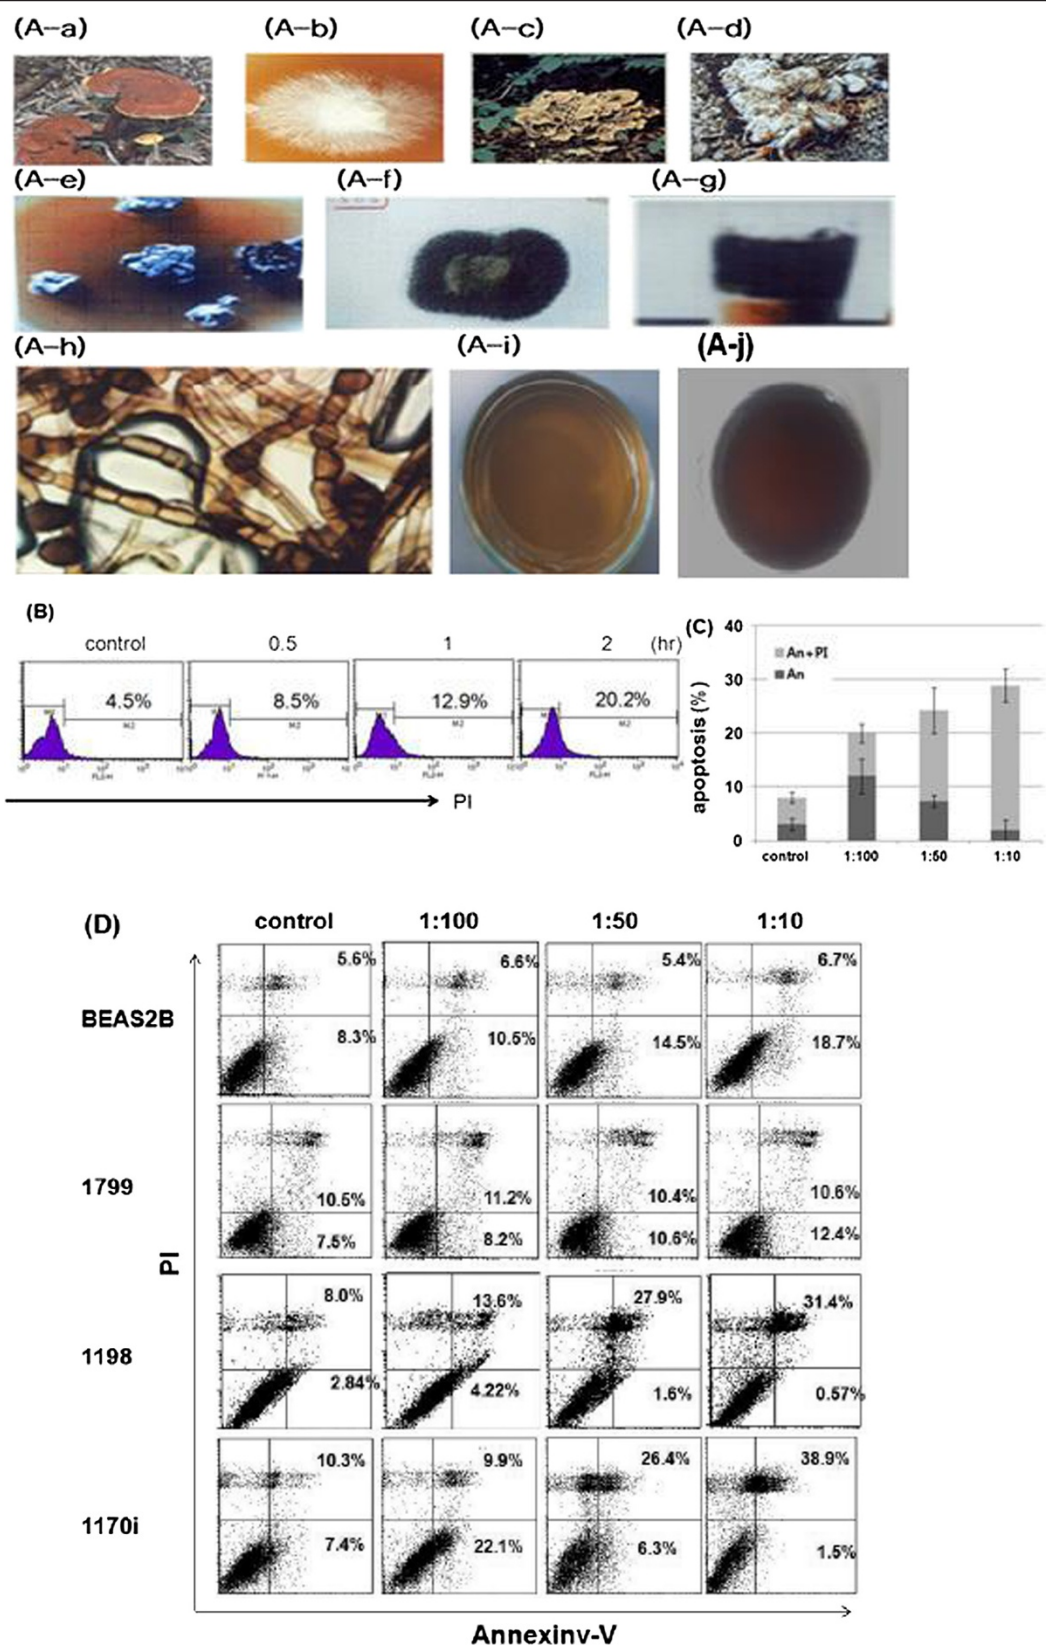 (A-a) (A-b) (A-c) (A-d)
(A-e) (A-f) (A-g)
(A-h) (A-i) (A-j)
(B)
control 0.5 1 2 (hr)
4.5% 8.5% 12.9% 20.2%
M2 M2 M2 M2
PI
(C)
apoptosis (%)
40
30
20
10
0
An+PI
An
control 1:100 1:50 1:10
(D)
control 1:100 1:50 1:10
BEAS2B
5.6% 6.6% 5.4% 6.7%
8.3% 10.5% 14.5% 18.7%
1799
10.5% 11.2% 10.4% 10.6%
7.5% 8.2% 10.6% 12.4%
PI
1198
8.0% 13.6% 27.9% 31.4%
2.84% 4.22% 1.6% 0.57%
1170i
10.3% 9.9% 26.4% 38.9%
7.4% 22.1% 6.3% 1.5%
Annexinv-V